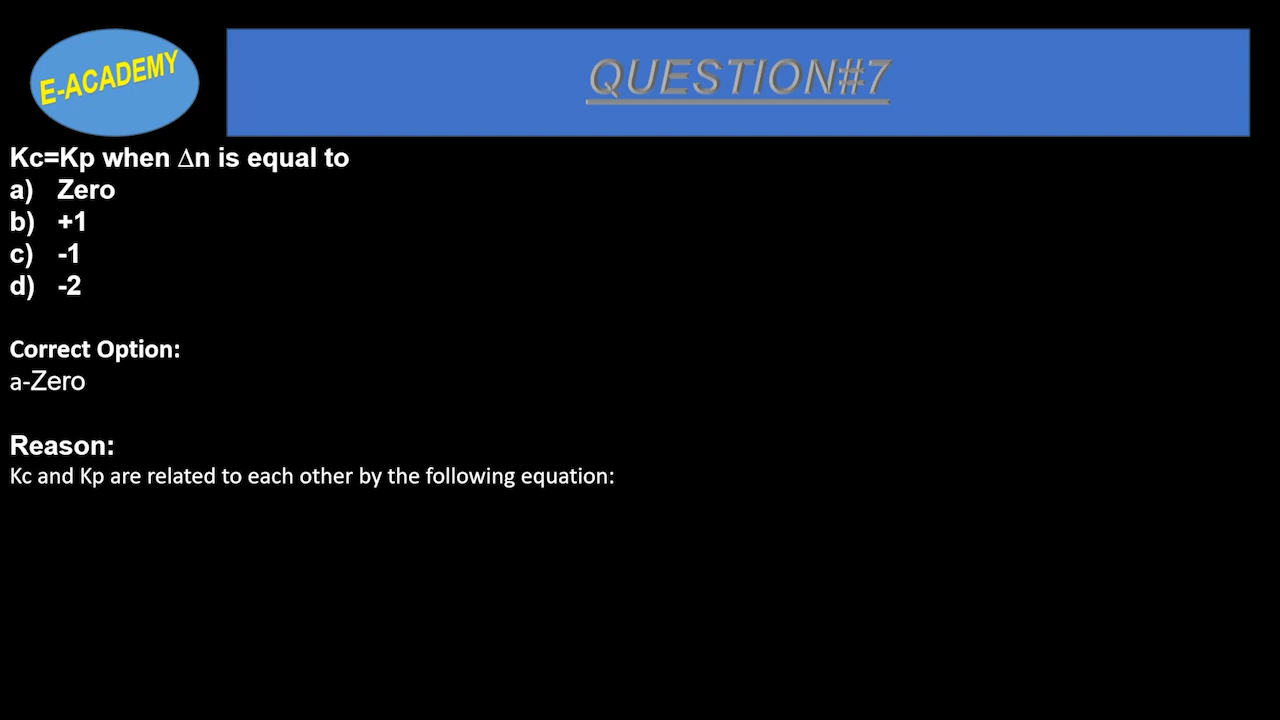 E-ACADEMY
QUESTION#7
Kc=Kp when ∆n is equal to
a) Zero
b) +1
c) -1
d) -2
Correct Option:
a-Zero
Reason:
Kc and Kp are related to each other by the following equation: